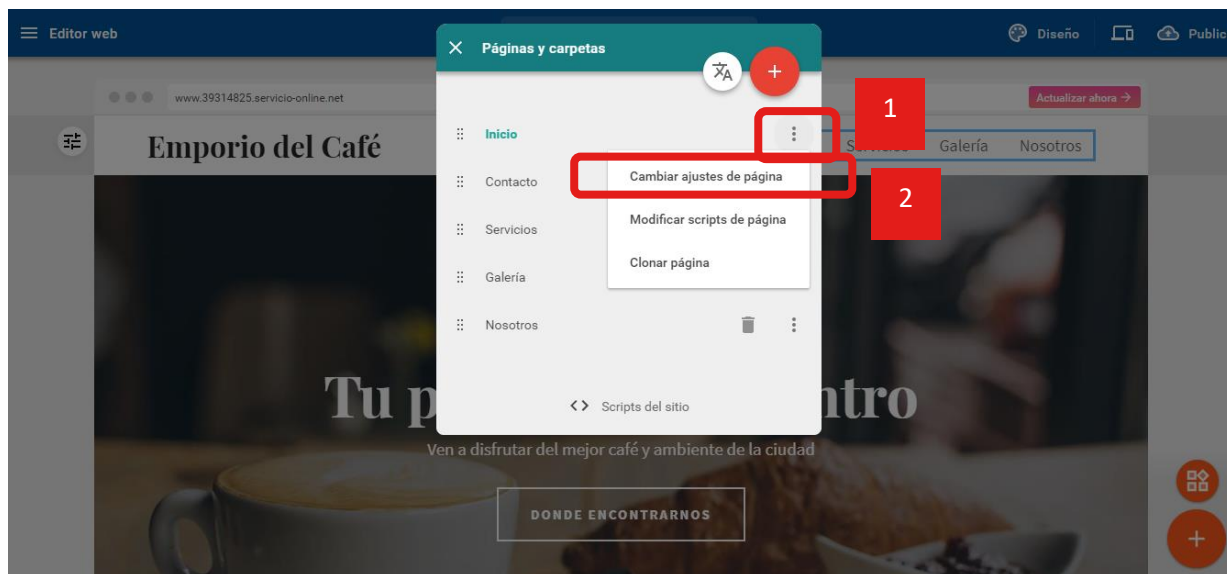 Editor web
Páginas y carpetas
Diseño
Public
www.39314825.servicio-online.net
Actualizar ahora →
Emporio del Café
Servicios Galería Nosotros
Inicio
1
Contacto
Cambiar ajustes de página
2
Servicios
Modificar scripts de página
Clonar página
Galería
Nosotros
Scripts del sitio
Tu p ntro
Ven a disfrutar del mejor café y ambiente de la ciudad
DONDE ENCONTRARNOS